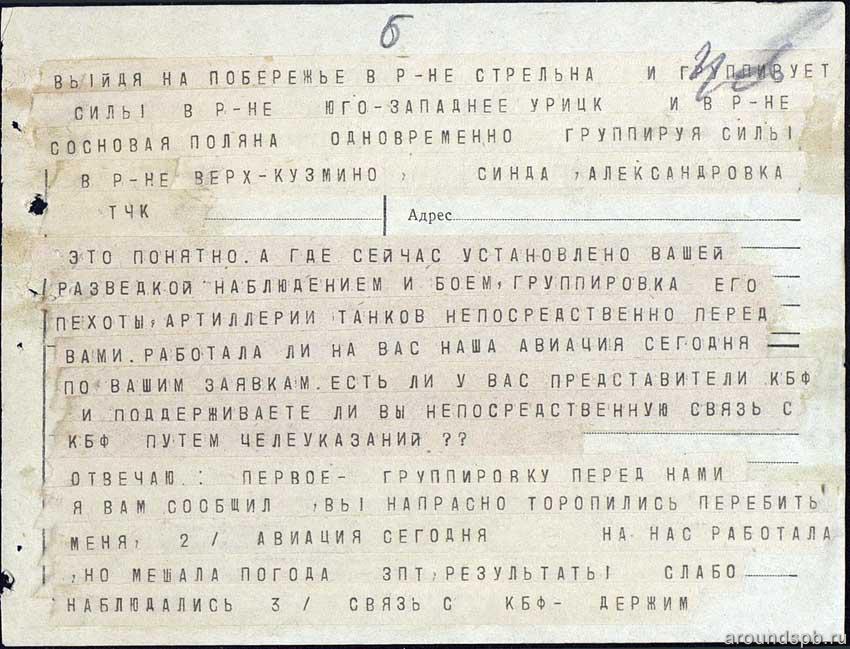 6
ВЫЙДЯ НА ПОБЕРЕЖЬЕ В Р-НЕ СТРЕЛЬНА И ГРУППИРУЕТ
СИЛЫ В Р-НЕ ЮГО-ЗАПАДНЕЕ УРИЦК И В Р-НЕ
СОСНОВАЯ ПОЛЯНА ОДНОВРЕМЕННО ГРУППИРУЯ СИЛЫ
В Р-НЕ ВЕРХ-КУЗМИНО, СИНДА ,АЛЕКСАНДРОВКА
ТЧК Адрес
ЭТО ПОНЯТНО. А ГДЕ СЕЙЧАС УСТАНОВЛЕНО ВАШЕЙ
РАЗВЕДКОЙ НАБЛЮДЕНИЕМ И БОЕМ, ГРУППИРОВКА ЕГО
ПЕХОТЫ, АРТИЛЛЕРИИ ТАНКОВ НЕПОСРЕДСТВЕННО ПЕРЕД
ВАМИ. РАБОТАЛА ЛИ НА ВАС НАША АВИАЦИЯ СЕГОДНЯ
ПО ВАШИМ ЗАЯВКАМ. ЕСТЬ ЛИ У ВАС ПРЕДСТАВИТЕЛИ КБФ
И ПОДДЕРЖИВАЕТЕ ЛИ ВЫ НЕПОСРЕДСТВЕННУЮ СВЯЗЬ С
КБФ ПУТЕМ ЦЕЛЕУКАЗАНИЙ ??
ОТВЕЧАЮ.: ПЕРВОЕ- ГРУППИРОВКУ ПЕРЕД НАМИ
Я ВАМ СООБЩИЛ ,ВЫ НАПРАСНО ТОРОПИЛИСЬ ПЕРЕБИТЬ
МЕНЯ, 2 / АВИАЦИЯ СЕГОДНЯ НА НАС РАБОТАЛА
,НО МЕШАЛА ПОГОДА ЗПТ,РЕЗУЛЬТАТЫ СЛАБО
НАБЛЮДАЛИСЬ 3 / СВЯЗЬ С КБФ- ДЕРЖИМ
aroundspb.ru